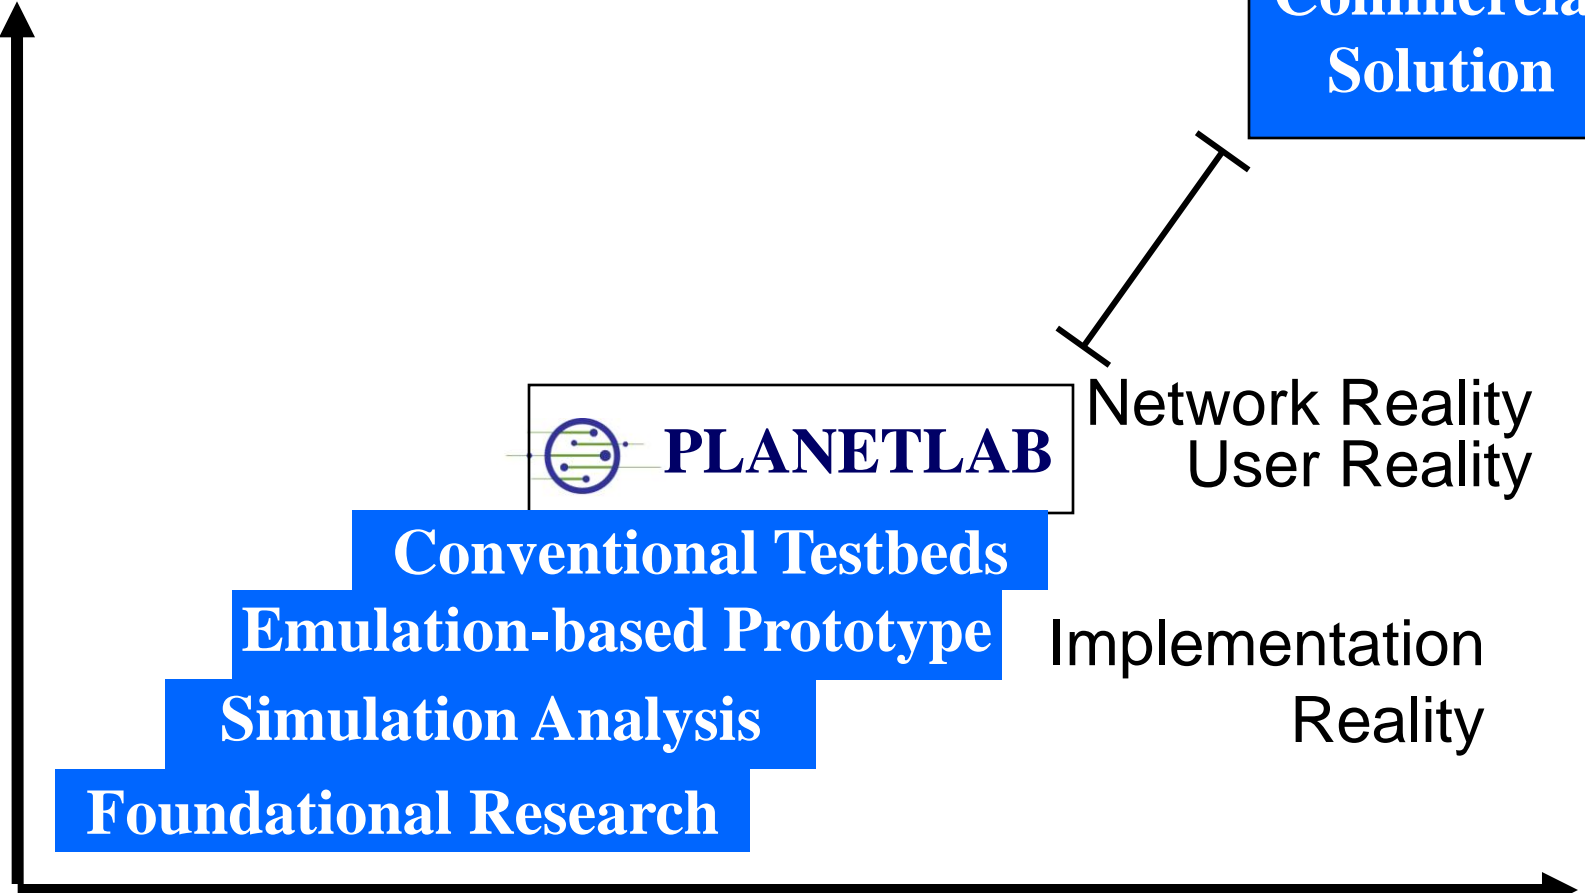 Solution
Network Reality
PLANETLAB
User Reality
Conventional Testbeds
Emulation-based Prototype
Implementation
Reality
Simulation Analysis
Foundational Research